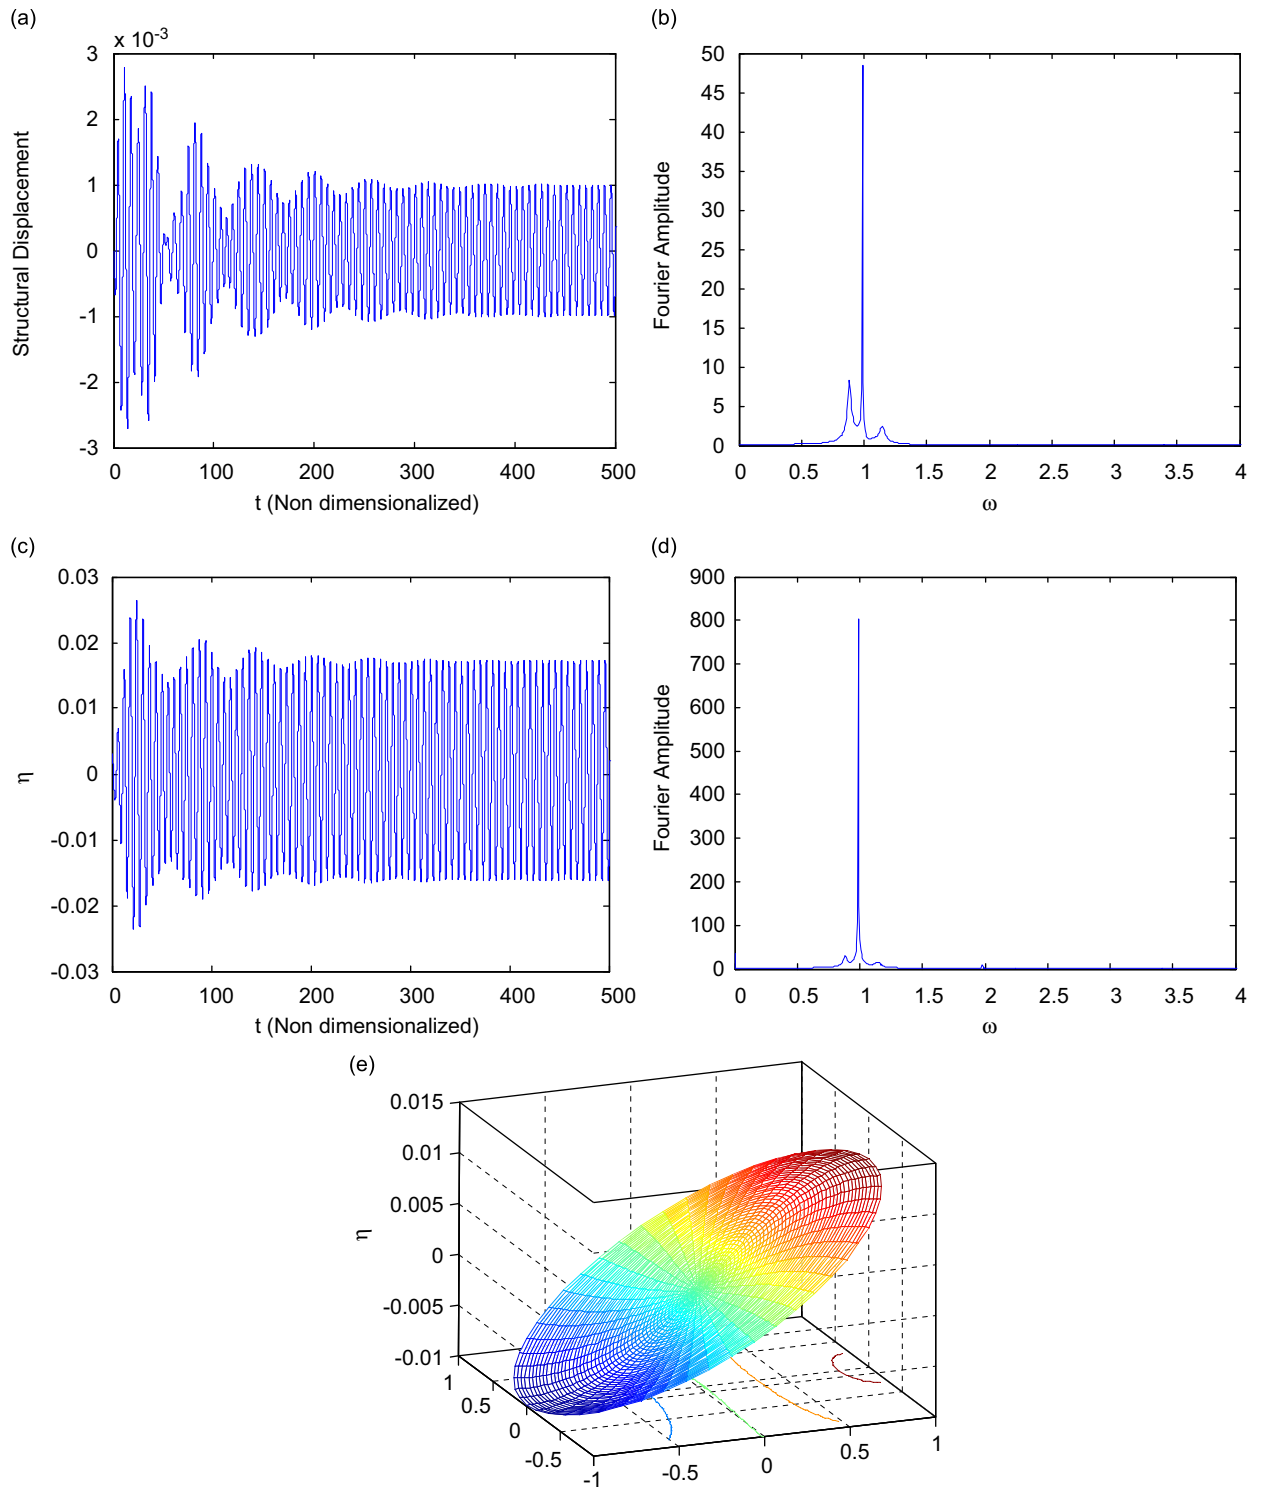 (a)
(b)
x 10-3
3
2
1
0
-1
-2
-3
Structural Displacement
0 100 200 300 400 500
t (Non dimensionalized)
50
45
40
35
30
25
20
15
10
5
0
Fourier Amplitude
0 0.5 1 1.5 2 2.5 3 3.5 4
ω
(c)
(d)
0.03
0.02
0.01
0
-0.01
-0.02
-0.03
η
0 100 200 300 400 500
t (Non dimensionalized)
900
800
700
600
500
400
300
200
100
0
Fourier Amplitude
0 0.5 1 1.5 2 2.5 3 3.5 4
ω
(e)
0.015
0.01
0.005
0
-0.005
-0.01
η
1
0.5
0
-0.5
-1
-0.5
0
0.5
1